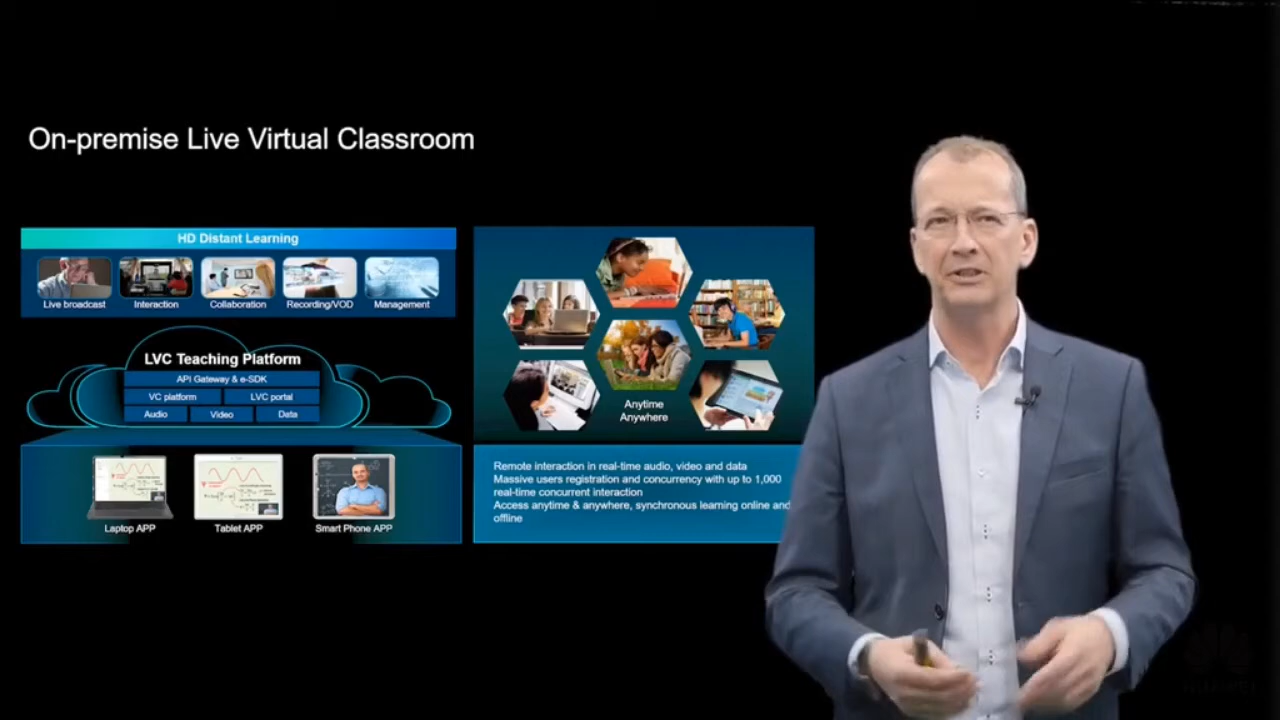 On-premise Live Virtual Classroom
HD Distant Learning
Live broadcast
Interaction
Collaboration
Recording/VOD
Management
LVC Teaching Platform
API Gateway & e-SDK
VC platform
LVC portal
Audio
Video
Data
Laptop APP
Tablet APP
Smart Phone APP
Anytime
Anywhere
Remote interaction in real-time audio, video and data
Massive users registration and concurrency with up to 1,000
real-time concurrent interaction
Access anytime & anywhere, synchronous learning online and
offline